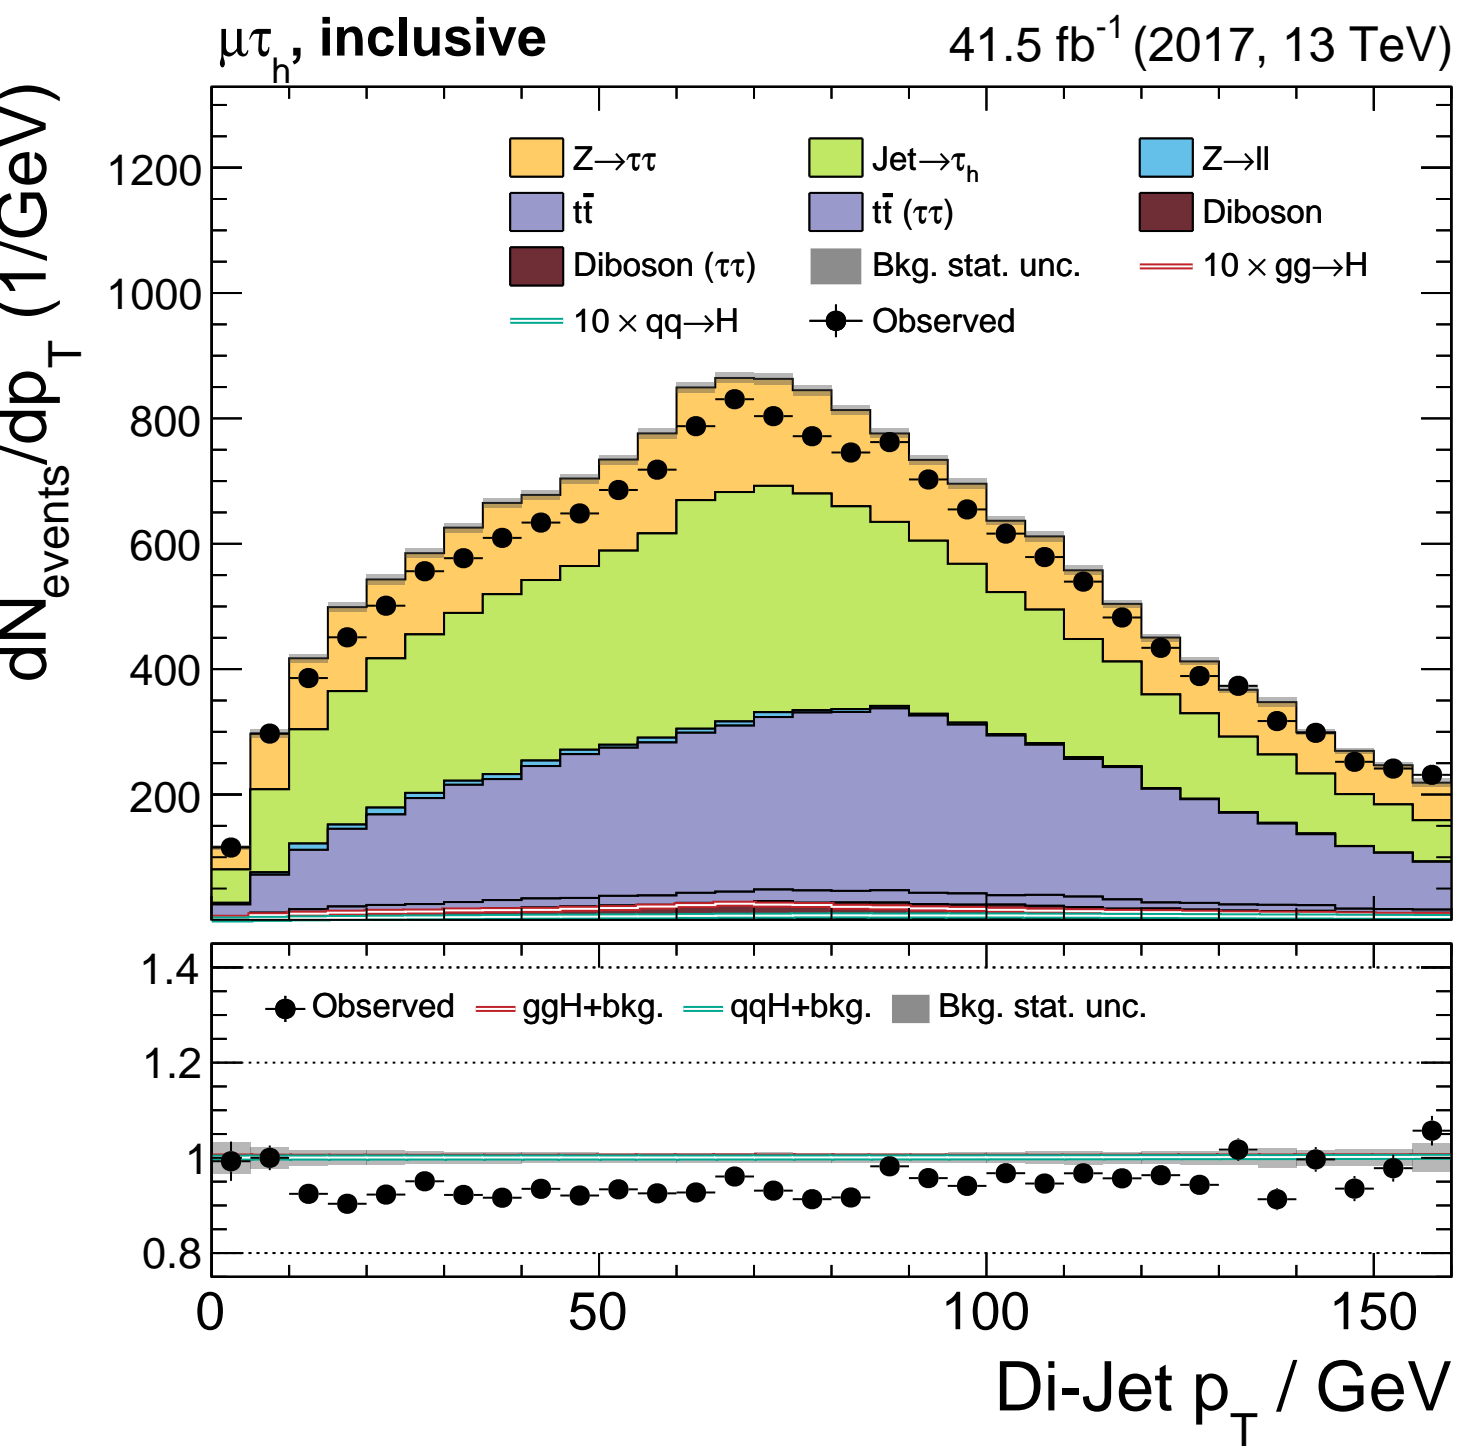 μτh, inclusive
41.5 fb-1 (2017, 13 TeV)
dNevents/dpT (1/GeV)
1200
1000
800
600
400
200
Z→ττ
Jet→τh
Z→ll
tt̄
tt̄ (ττ)
Diboson
Diboson (ττ)
Bkg. stat. unc.
10 × gg→H
10 × qq→H
Observed
1.4
1.2
1
0.8
Observed
ggH+bkg.
qqH+bkg.
Bkg. stat. unc.
0
50
100
150
Di-Jet pT / GeV